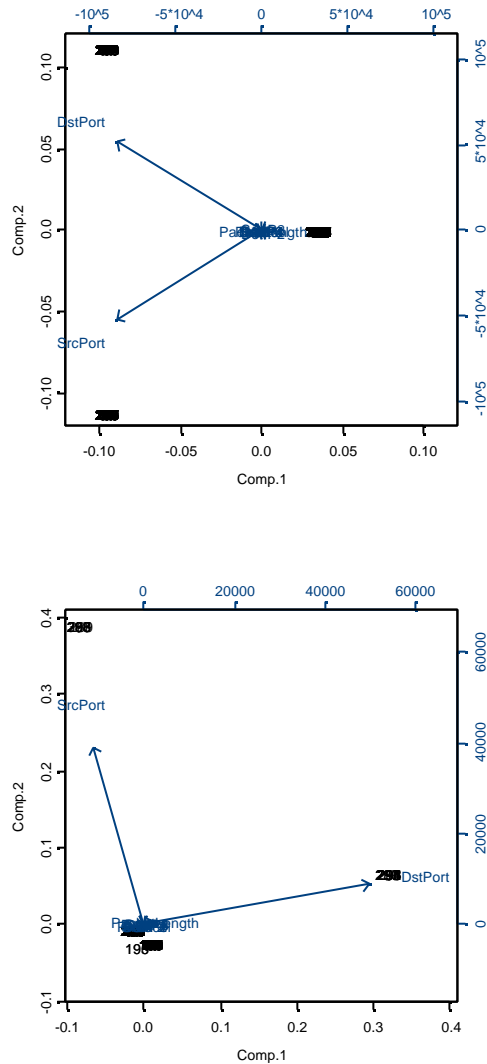 -10^5 -5*10^4 0 5*10^4 10^5
0.10 0.05 0.0 -0.05 -0.10
Comp.2
10^5 5*10^4 0 -5*10^4 -10^5
DstPort
SrcPort
-0.10 -0.05 0.0 0.05 0.10
Comp.1
0 20000 40000 60000
0.4 0.3 0.2 0.1 0.0 -0.1
Comp.2
60000 40000 20000 0
SrcPort
DstPort
-0.1 0.0 0.1 0.2 0.3 0.4
Comp.1